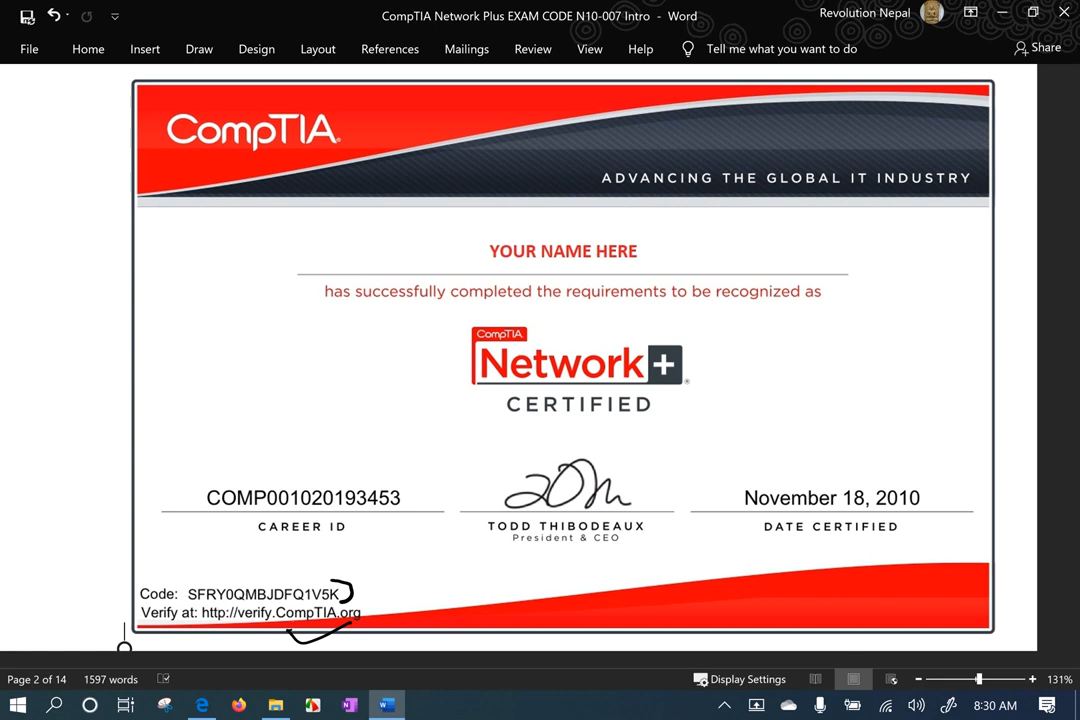 CompTIA Network Plus EXAM CODE N10-007 Intro - Word
Revolution Nepal
File Home Insert Draw Design Layout References Mailings Review View Help Tell me what you want to do Share
CompTIA.
ADVANCING THE GLOBAL IT INDUSTRY
YOUR NAME HERE
has successfully completed the requirements to be recognized as
CompTIA.
Network+ ®
CERTIFIED
COMP001020193453
CAREER ID
TODD THIBODEAUX
President & CEO
November 18, 2010
DATE CERTIFIED
Code: SFRY0QMBJDFQ1V5K
Verify at: http://verify.CompTIA.org
Page 2 of 14 1597 words Display Settings 131%
8:30 AM